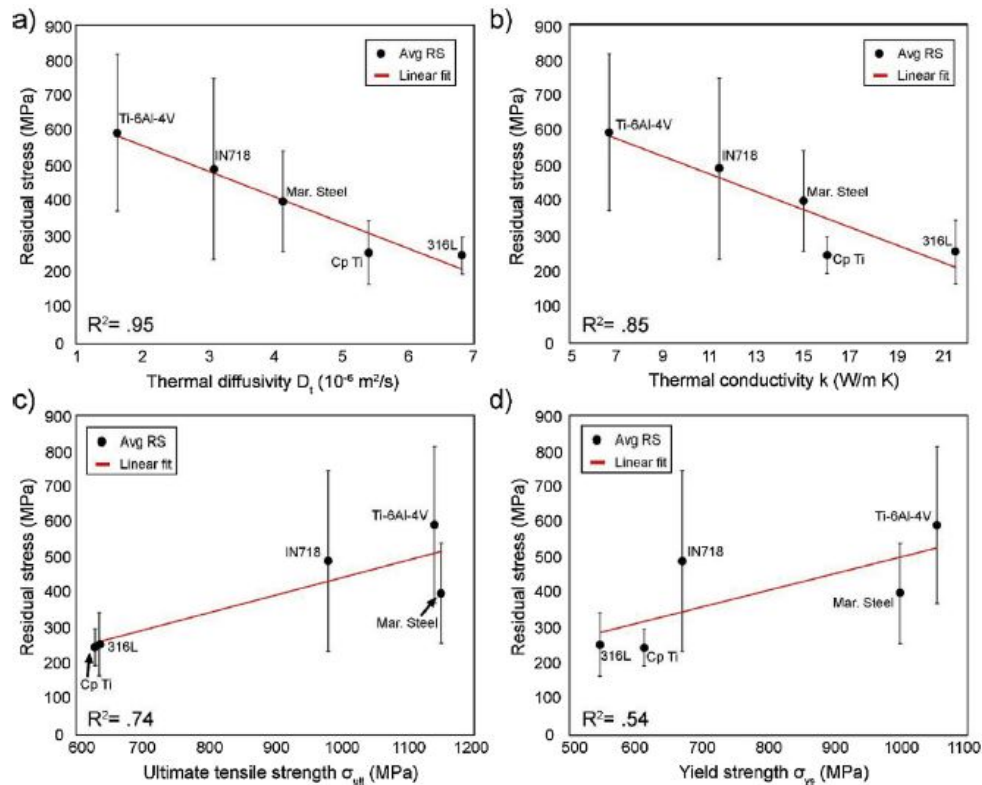 a)
900
800
700
600
500
400
300
200
100
0
Residual stress (MPa)
Avg RS
Linear fit
Ti-6Al-4V
IN718
Mar. Steel
Cp Ti
316L
R²= .95
1 2 3 4 5 6 7
Thermal diffusivity Dₜ (10⁻⁶ m²/s)
b)
900
800
700
600
500
400
300
200
100
0
Residual stress (MPa)
Avg RS
Linear fit
Ti-6Al-4V
IN718
Mar. Steel
316L
Cp Ti
R²= .85
5 7 9 11 13 15 17 19 21
Thermal conductivity k (W/m K)
c)
900
800
700
600
500
400
300
200
100
0
Residual stress (MPa)
Avg RS
Linear fit
Ti-6Al-4V
IN718
Mar. Steel
316L
Cp Ti
R²= .74
600 700 800 900 1000 1100 1200
Ultimate tensile strength σult (MPa)
d)
900
800
700
600
500
400
300
200
100
0
Residual stress (MPa)
Avg RS
Linear fit
Ti-6Al-4V
IN718
Mar. Steel
316L
Cp Ti
R²= .54
500 600 700 800 900 1000 1100
Yield strength σys (MPa)